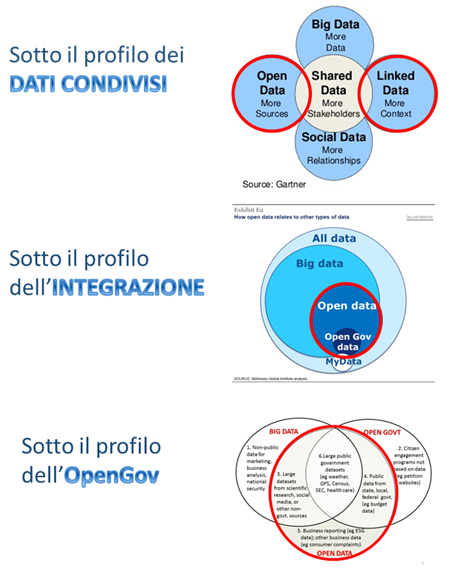 Sotto il profilo dei
DATI CONDIVISI
Big Data
More
Data
Open
Data
More
Sources
Shared
Data
More
Stakeholders
Linked
Data
More
Context
Social Data
More
Relationships
Source: Gartner
Sotto il profilo
dell'INTEGRAZIONE
Exhibit E2
How open data relates to other types of data
ILLUSTRATIVE
All data
Big data
Open data
Open Gov
data
MyData
SOURCE: McKinsey Global Institute analysis
Sotto il profilo
dell'OpenGov
BIG DATA
OPEN GOVT
1. Non-public
data for
marketing,
business
analysis,
national
security
6.Large public
government
datasets
(eg weather,
GPS, Census,
SEC, health care)
2. Citizen
engagement
programs not
based on data
(eg petition
websites)
3. Large
datasets
from scientific
research, social
media, or
other non-
govt. sources
4. Public
data from
state, local,
federal govt.
(eg budget
data)
5. Business reporting (eg ESG
data); other business data
(eg consumer complaints)
OPEN DATA